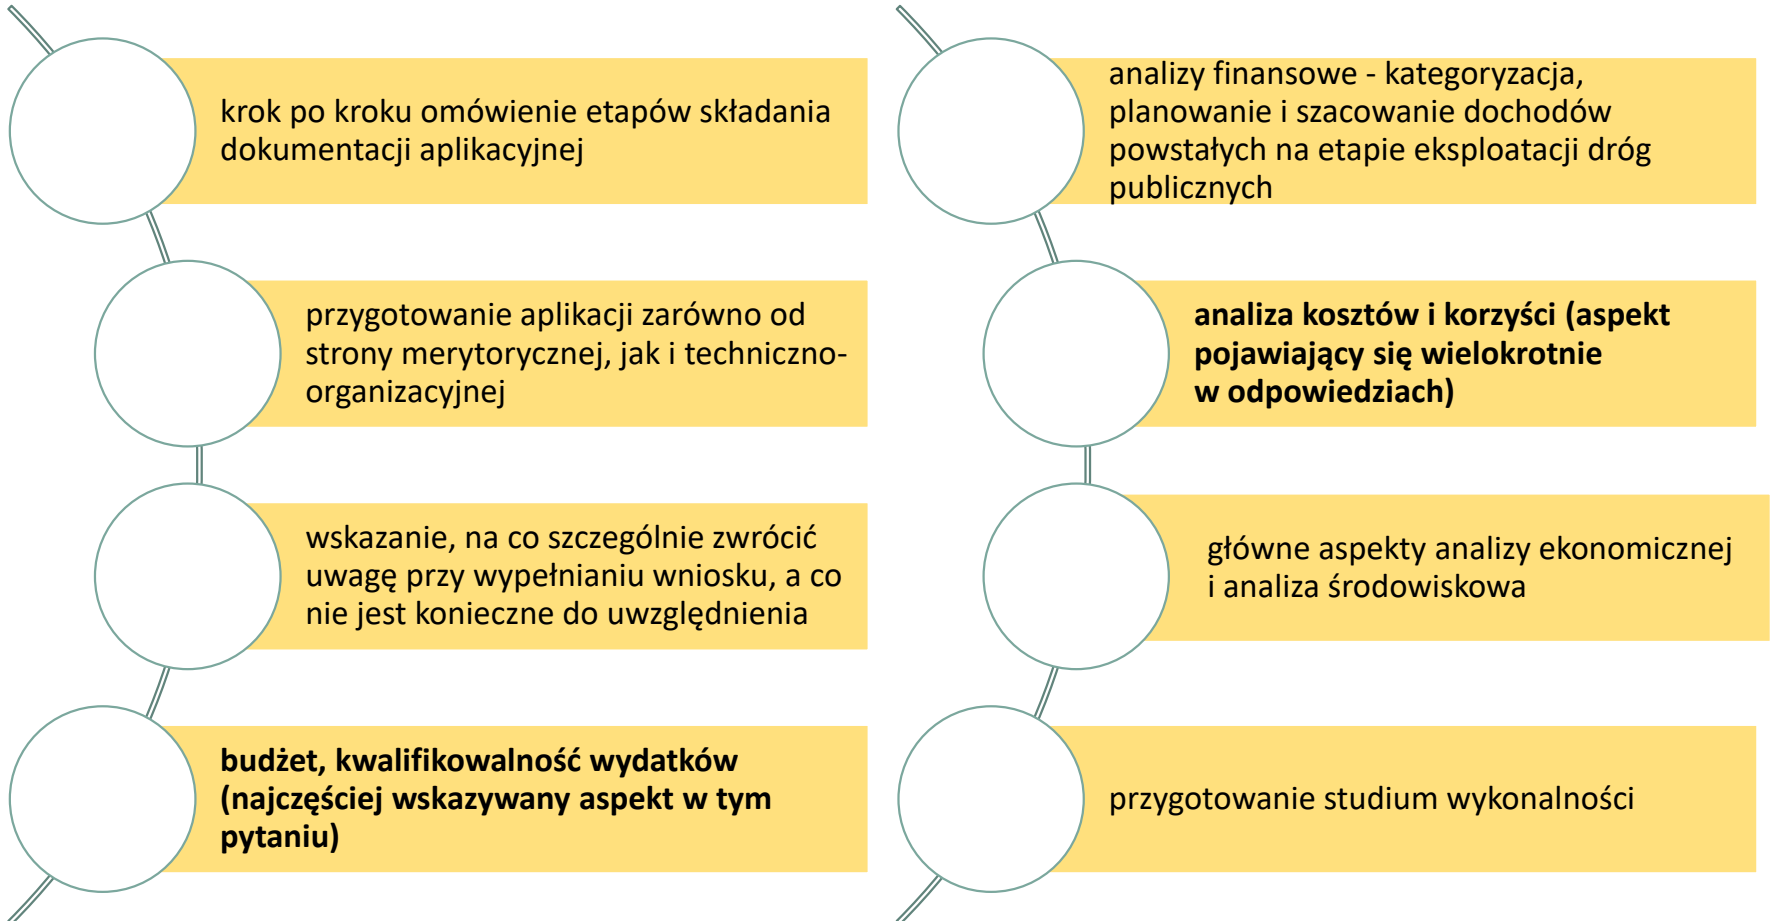 krok po kroku omówienie etapów składania
dokumentacji aplikacyjnej
przygotowanie aplikacji zarówno od
strony merytorycznej, jak i techniczno-
organizacyjnej
wskazanie, na co szczególnie zwrócić
uwagę przy wypełnianiu wniosku, a co
nie jest konieczne do uwzględnienia
budżet, kwalifikowalność wydatków
(najczęściej wskazywany aspekt w tym
pytaniu)
analizy finansowe - kategoryzacja,
planowanie i szacowanie dochodów
powstałych na etapie eksploatacji dróg
publicznych
analiza kosztów i korzyści (aspekt
pojawiający się wielokrotnie
w odpowiedziach)
główne aspekty analizy ekonomicznej
i analiza środowiskowa
przygotowanie studium wykonalności